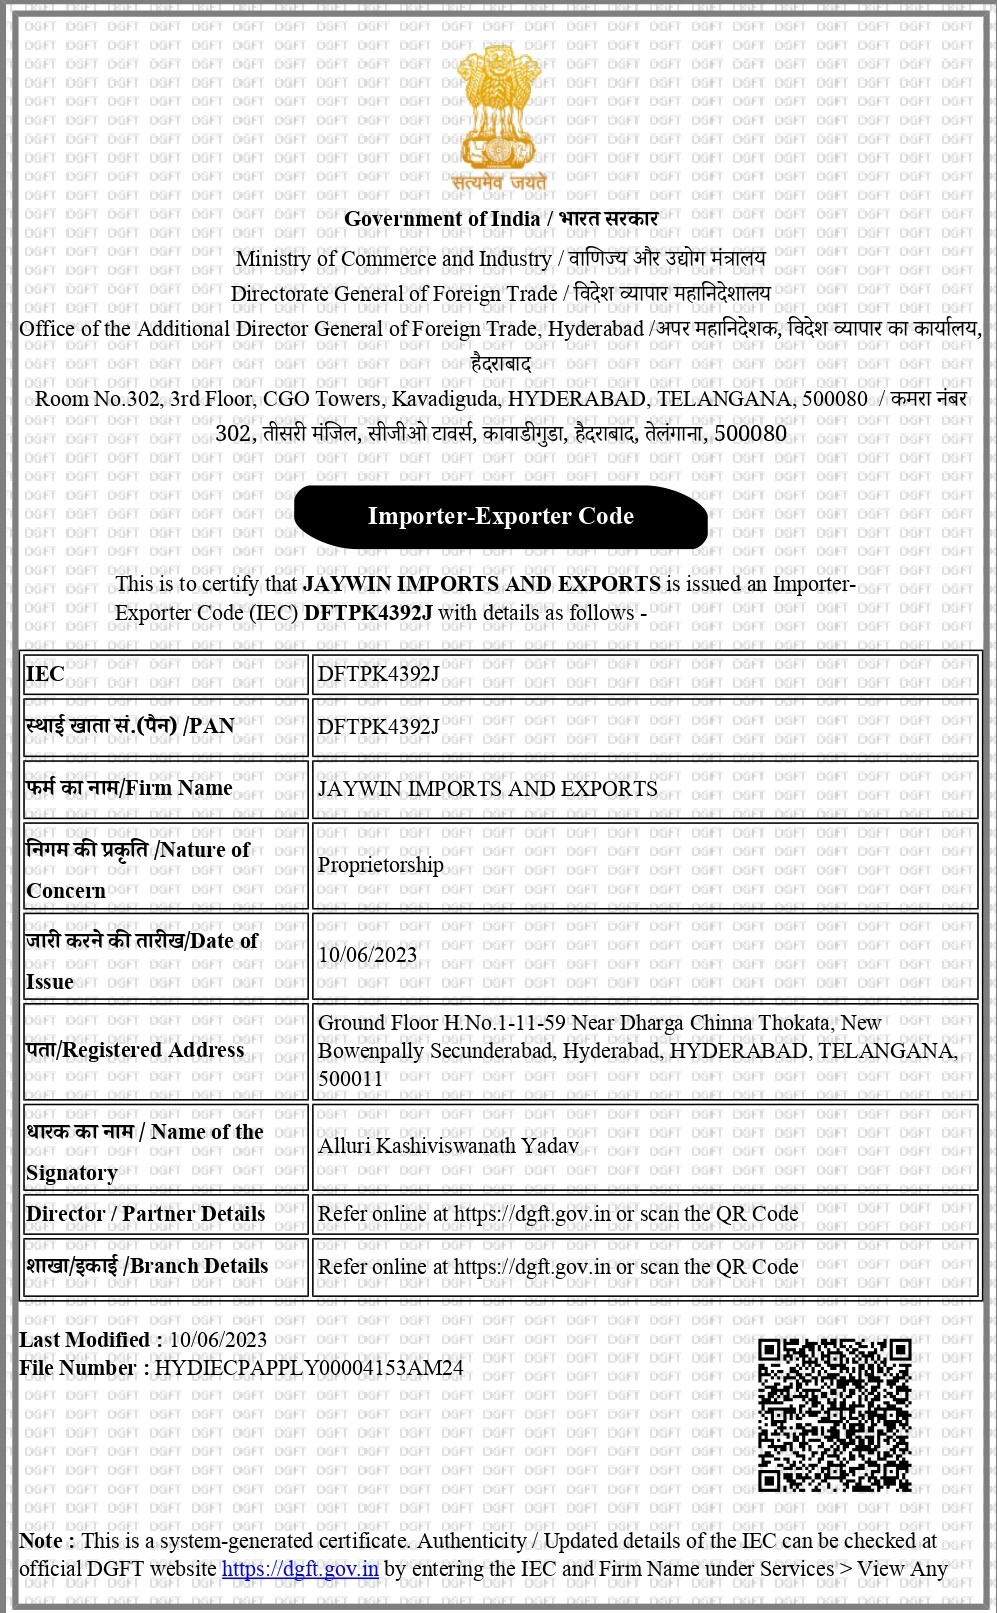 सत्यमेव जयते
Government of India / भारत सरकार
Ministry of Commerce and Industry / वाणिज्य और उद्योग मंत्रालय
Directorate General of Foreign Trade / विदेश व्यापार महानिदेशालय
Office of the Additional Director General of Foreign Trade, Hyderabad /अपर महानिदेशक, विदेश व्यापार का कार्यालय,
हैदराबाद
Room No.302, 3rd Floor, CGO Towers, Kavadiguda, HYDERABAD, TELANGANA, 500080 / कमरा नंबर
302, तीसरी मंजिल, सीजीओ टावर्स, कावाडीगुडा, हैदराबाद, तेलंगाना, 500080
Importer-Exporter Code
This is to certify that JAYWIN IMPORTS AND EXPORTS is issued an Importer-
Exporter Code (IEC) DFTPK4392J with details as follows -
IEC DFTPK4392J
स्थाई खाता सं.(पैन) /PAN DFTPK4392J
फर्म का नाम/Firm Name JAYWIN IMPORTS AND EXPORTS
निगम की प्रकृति /Nature of
Concern
Proprietorship
जारी करने की तारीख/Date of
Issue
10/06/2023
पता/Registered Address
Ground Floor H.No.1-11-59 Near Dharga Chinna Thokata, New
Bowenpally Secunderabad, Hyderabad, HYDERABAD, TELANGANA,
500011
धारक का नाम / Name of the
Signatory
Alluri Kashiviswanath Yadav
Director / Partner Details Refer online at https://dgft.gov.in or scan the QR Code
शाखा/इकाई /Branch Details Refer online at https://dgft.gov.in or scan the QR Code
Last Modified : 10/06/2023
File Number : HYDIECPAPPLY00004153AM24
Note : This is a system-generated certificate. Authenticity / Updated details of the IEC can be checked at
official DGFT website https://dgft.gov.in by entering the IEC and Firm Name under Services > View Any